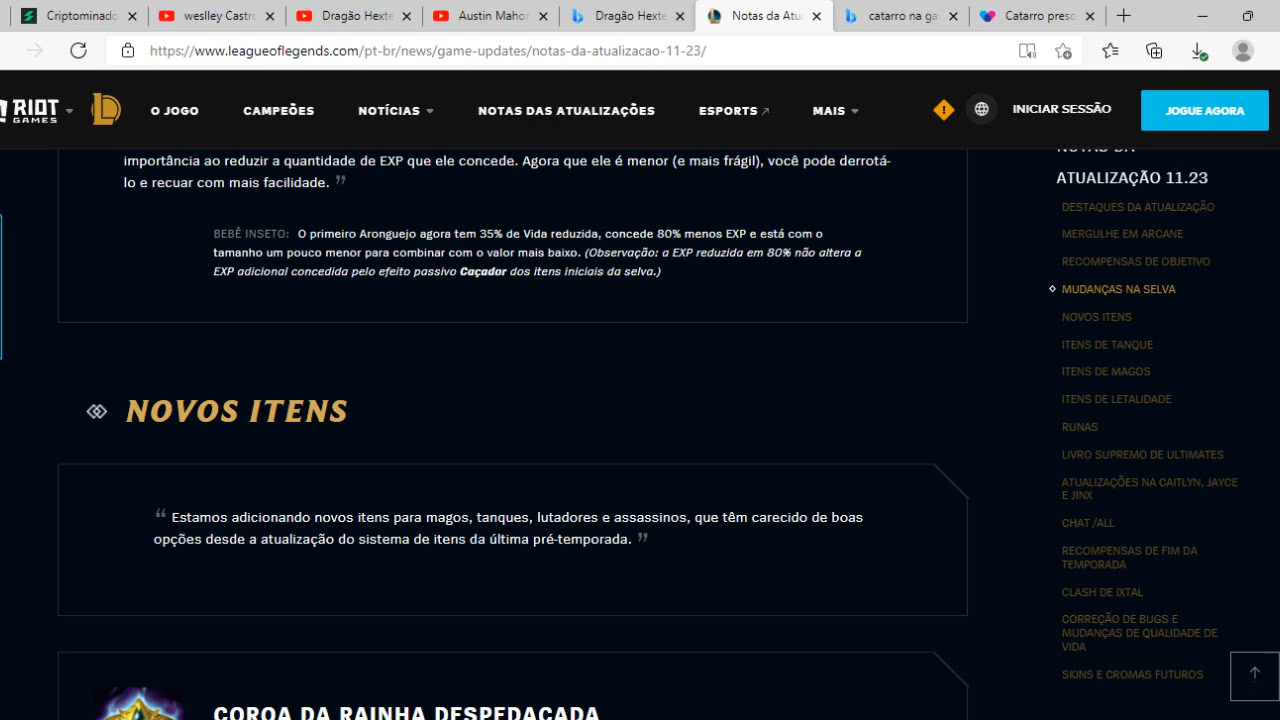 Criptominado
weslley Castro
Dragão Hexte
Austin Mahor
Dragão Hexte
Notas da Atu
catarro na ga
Catarro preso
https://www.leagueoflegends.com/pt-br/news/game-updates/notas-da-atualizacao-11-23/
RIOT GAMES
O JOGO
CAMPEÕES
NOTÍCIAS
NOTAS DAS ATUALIZAÇÕES
ESPORTS
MAIS
INICIAR SESSÃO
JOGUE AGORA
importância ao reduzir a quantidade de EXP que ele concede. Agora que ele é menor (e mais frágil), você pode derrotá-
lo e recuar com mais facilidade. ”
BEBÊ INSETO: O primeiro Aronguejo agora tem 35% de Vida reduzida, concede 80% menos EXP e está com o
tamanho um pouco menor para combinar com o valor mais baixo. (Observação: a EXP reduzida em 80% não altera a
EXP adicional concedida pelo efeito passivo Caçador dos itens iniciais da selva.)
NOVOS ITENS
“ Estamos adicionando novos itens para magos, tanques, lutadores e assassinos, que têm carecido de boas
opções desde a atualização do sistema de itens da última pré-temporada. ”
COROA DA RAINHA DESPEDAÇADA
NOTAS DA
ATUALIZAÇÃO 11.23
DESTAQUES DA ATUALIZAÇÃO
MERGULHE EM ARCANE
RECOMPENSAS DE OBJETIVO
MUDANÇAS NA SELVA
NOVOS ITENS
ITENS DE TANQUE
ITENS DE MAGOS
ITENS DE LETALIDADE
RUNAS
LIVRO SUPREMO DE ULTIMATES
ATUALIZAÇÕES NA CAITLYN, JAYCE
E JINX
CHAT /ALL
RECOMPENSAS DE FIM DA
TEMPORADA
CLASH DE IXTAL
CORREÇÃO DE BUGS E
MUDANÇAS DE QUALIDADE DE
VIDA
SKINS E CROMAS FUTUROS